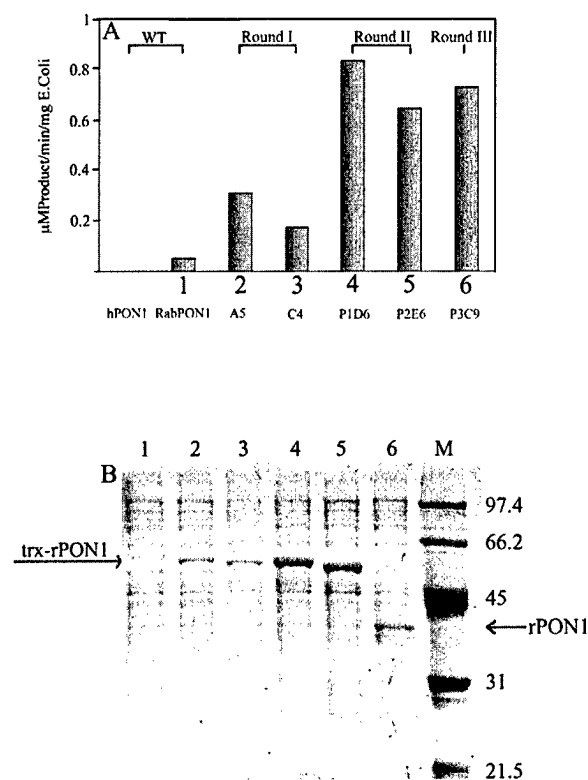 A
WT
Round I
Round II
Round III
μMProduct/min/mg E.Coli
1
0.8
0.6
0.4
0.2
1 2 3 4 5 6
hPON1 RabPON1 A5 C4 P1D6 P2E6 P3C9
B
1 2 3 4 5 6 M
97.4
66.2
trx-rPON1
45
rPON1
31
21.5